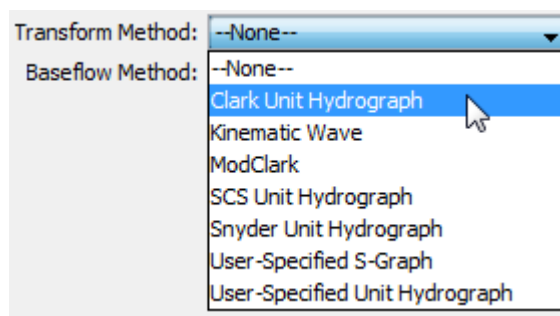 Transform Method: --None--
Baseflow Method: --None--
Clark Unit Hydrograph
Kinematic Wave
ModClark
SCS Unit Hydrograph
Snyder Unit Hydrograph
User-Specified S-Graph
User-Specified Unit Hydrograph